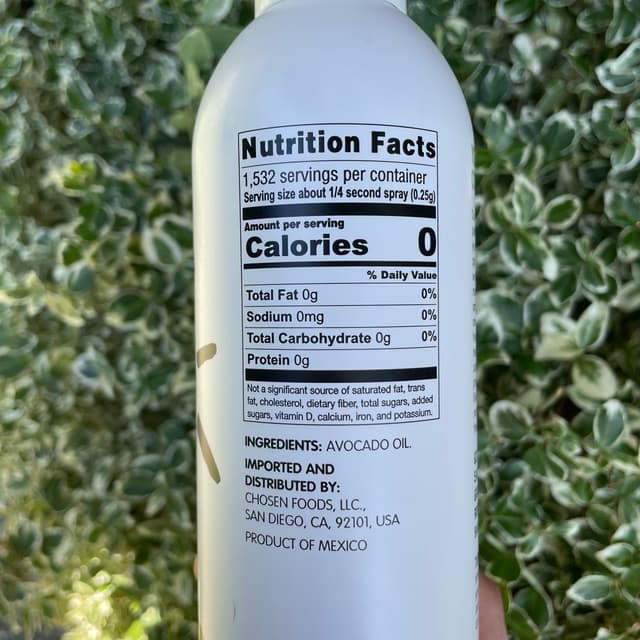 Nutrition Facts
1,532 servings per container
Serving size about 1/4 second spray (0.25g)
Amount per serving
Calories 0
% Daily Value
Total Fat 0g 0%
Sodium 0mg 0%
Total Carbohydrate 0g 0%
Protein 0g
Not a significant source of saturated fat, trans
fat, cholesterol, dietary fiber, total sugars, added
sugars, vitamin D, calcium, iron, and potassium.
INGREDIENTS: AVOCADO OIL.
IMPORTED AND
DISTRIBUTED BY:
CHOSEN FOODS, LLC.,
SAN DIEGO, CA, 92101, USA
PRODUCT OF MEXICO